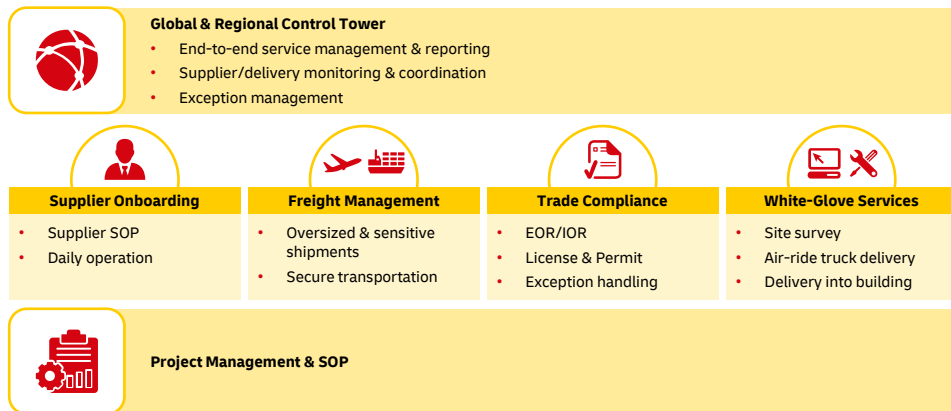 Global & Regional Control Tower
• End-to-end service management & reporting
• Supplier/delivery monitoring & coordination
• Exception management
Supplier Onboarding
• Supplier SOP
• Daily operation
Freight Management
• Oversized & sensitive
shipments
• Secure transportation
Trade Compliance
• EOR/IOR
• License & Permit
• Exception handling
White-Glove Services
• Site survey
• Air-ride truck delivery
• Delivery into building
Project Management & SOP